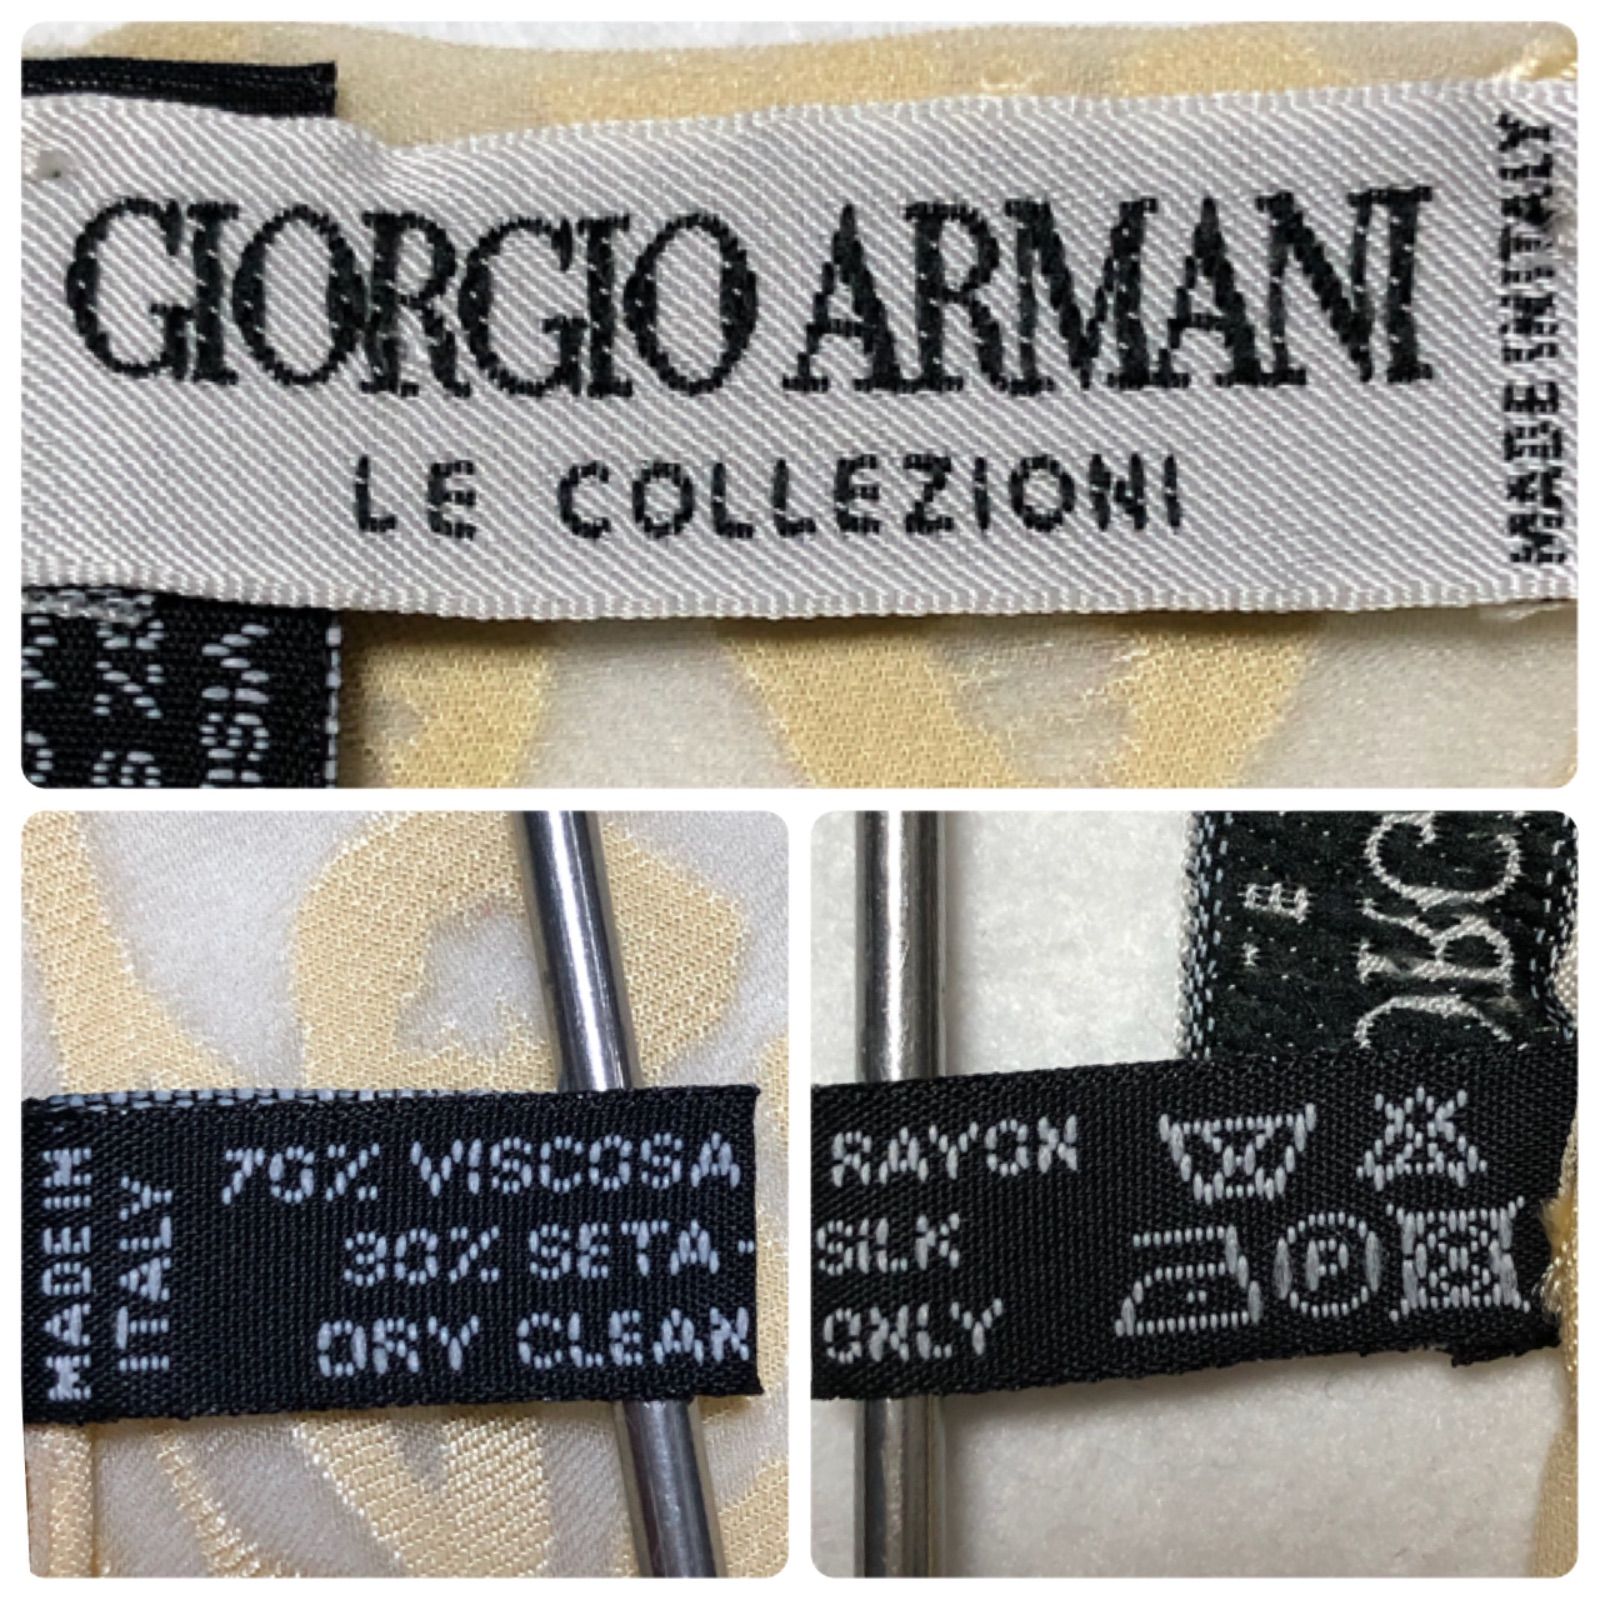 GIORGIO ARMANI
LE COLLEZIONI
MADE IN ITALY
MADE IN
ITALY
70% VISCOSA
30% SETA-
DRY CLEAN
RAYON
SILK
ONLY
P